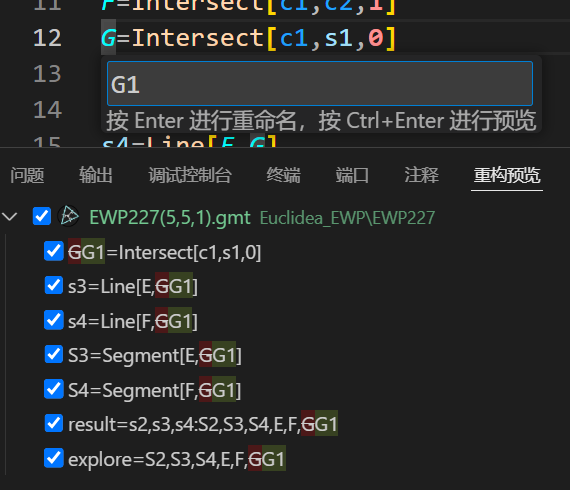 11 F=Intersect[c1,c2,1]
12 G=Intersect[c1,s1,0]
13
G1
14 按 Enter 进行重命名，按 Ctrl+Enter 进行预览
15 s4=Line[F,G]
问题 输出 调试控制台 终端 端口 注释 重构预览
EWP227(5,5,1).gmt Euclidea_EWP\EWP227
GG1=Intersect[c1,s1,0]
s3=Line[E,GG1]
s4=Line[F,GG1]
S3=Segment[E,GG1]
S4=Segment[F,GG1]
result=s2,s3,s4:S2,S3,S4,E,F,GG1
explore=S2,S3,S4,E,F,GG1